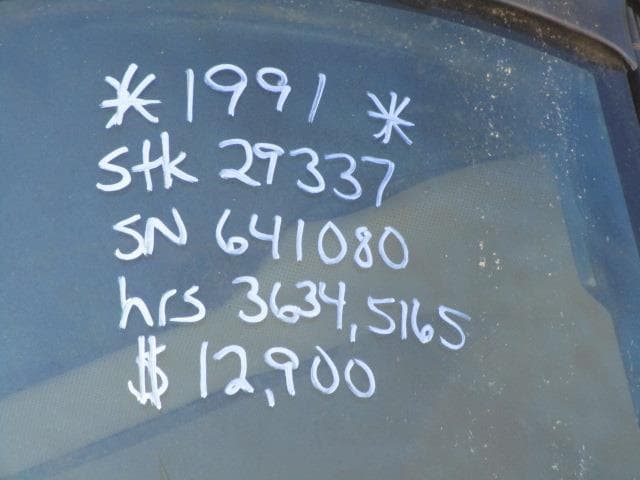 * 1991 *
Stk 29337
SN 641080
hrs 3634,5165
$ 12,900